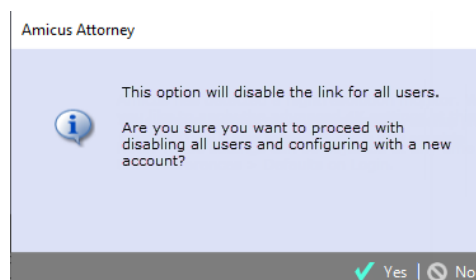 Amicus Attorney
This option will disable the link for all users.
Are you sure you want to proceed with
disabling all users and configuring with a new
account?
Yes | No